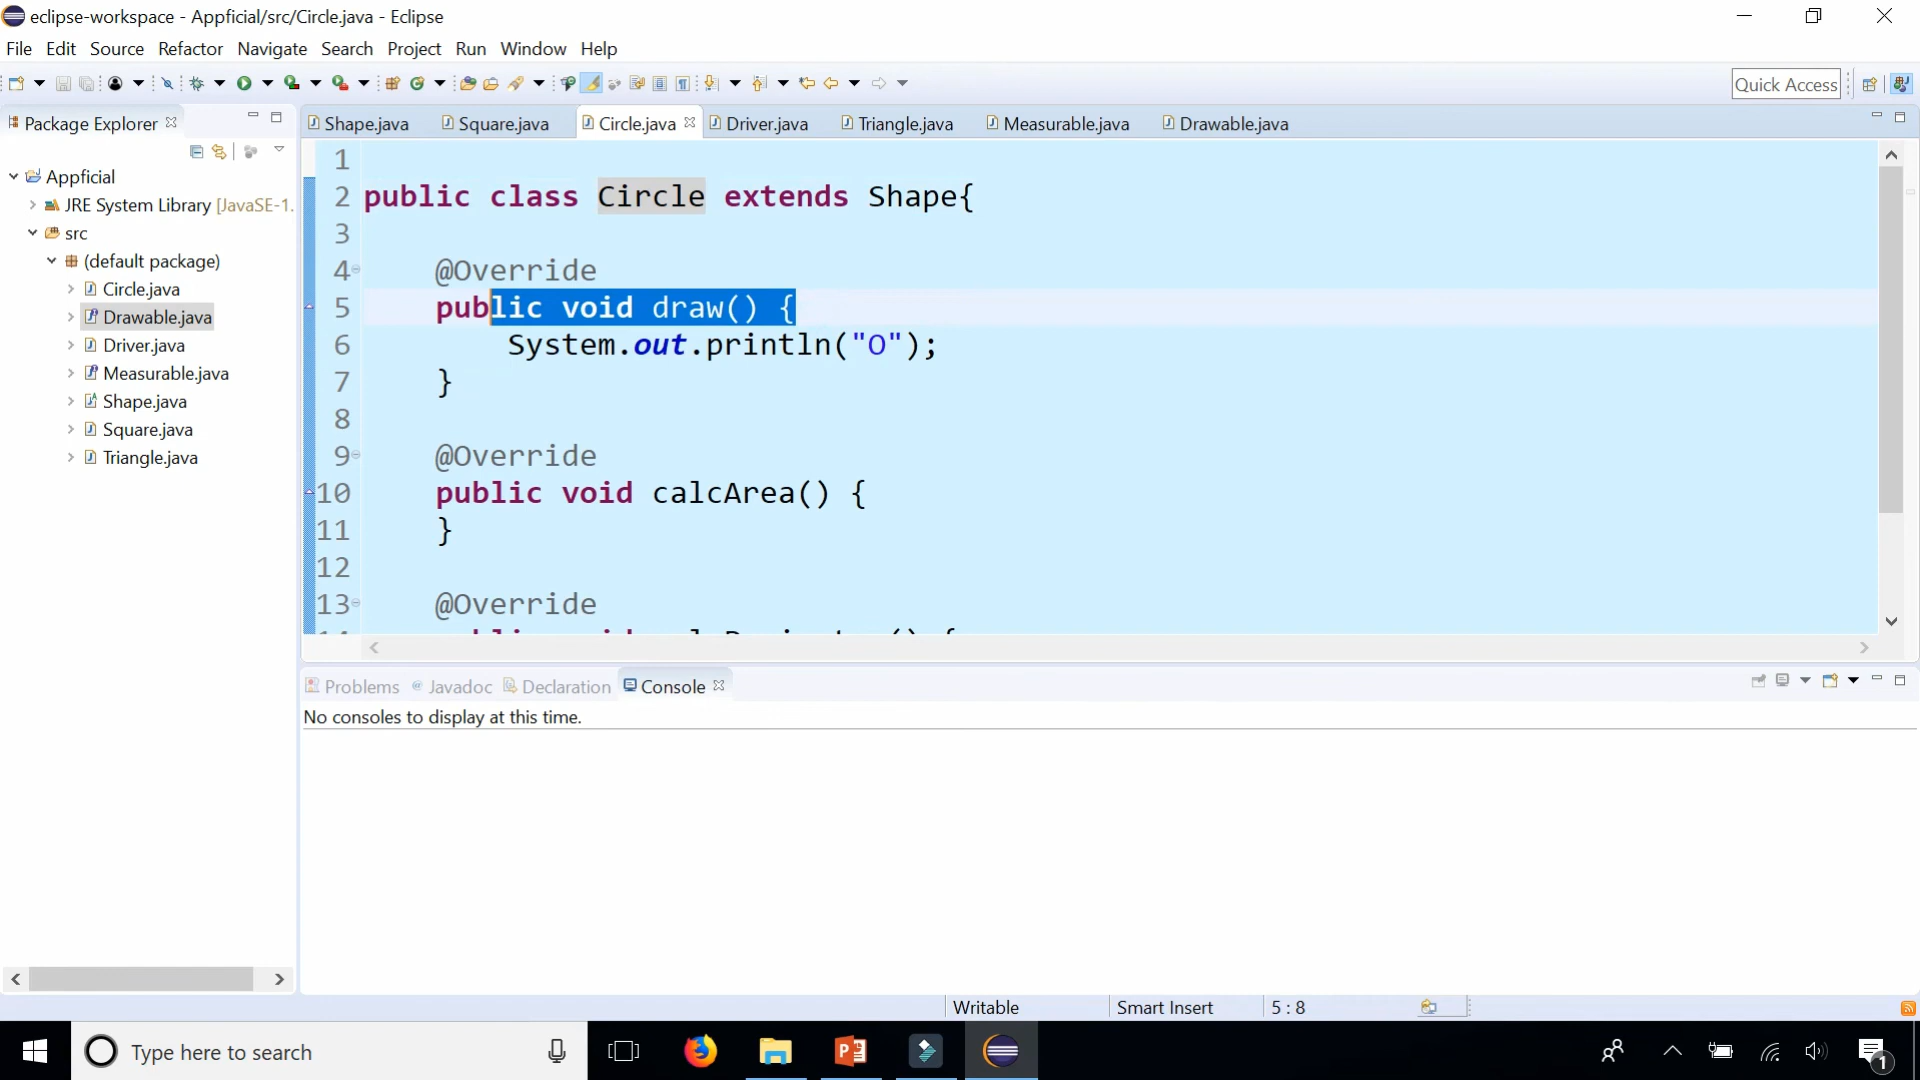 eclipse-workspace - Appficial/src/Circle.java - Eclipse
File Edit Source Refactor Navigate Search Project Run Window Help
Quick Access
Package Explorer
Shape.java Square.java Circle.java Driver.java Triangle.java Measurable.java Drawable.java
Appficial
JRE System Library [JavaSE-1.
src
(default package)
Circle.java
Drawable.java
Driver.java
Measurable.java
Shape.java
Square.java
Triangle.java
1
2 public class Circle extends Shape{
3
4 @Override
5 public void draw() {
6 System.out.println("O");
7 }
8
9 @Override
10 public void calcArea() {
11 }
12
13 @Override
Problems Javadoc Declaration Console
No consoles to display at this time.
Writable Smart Insert 5 : 8
Type here to search
1